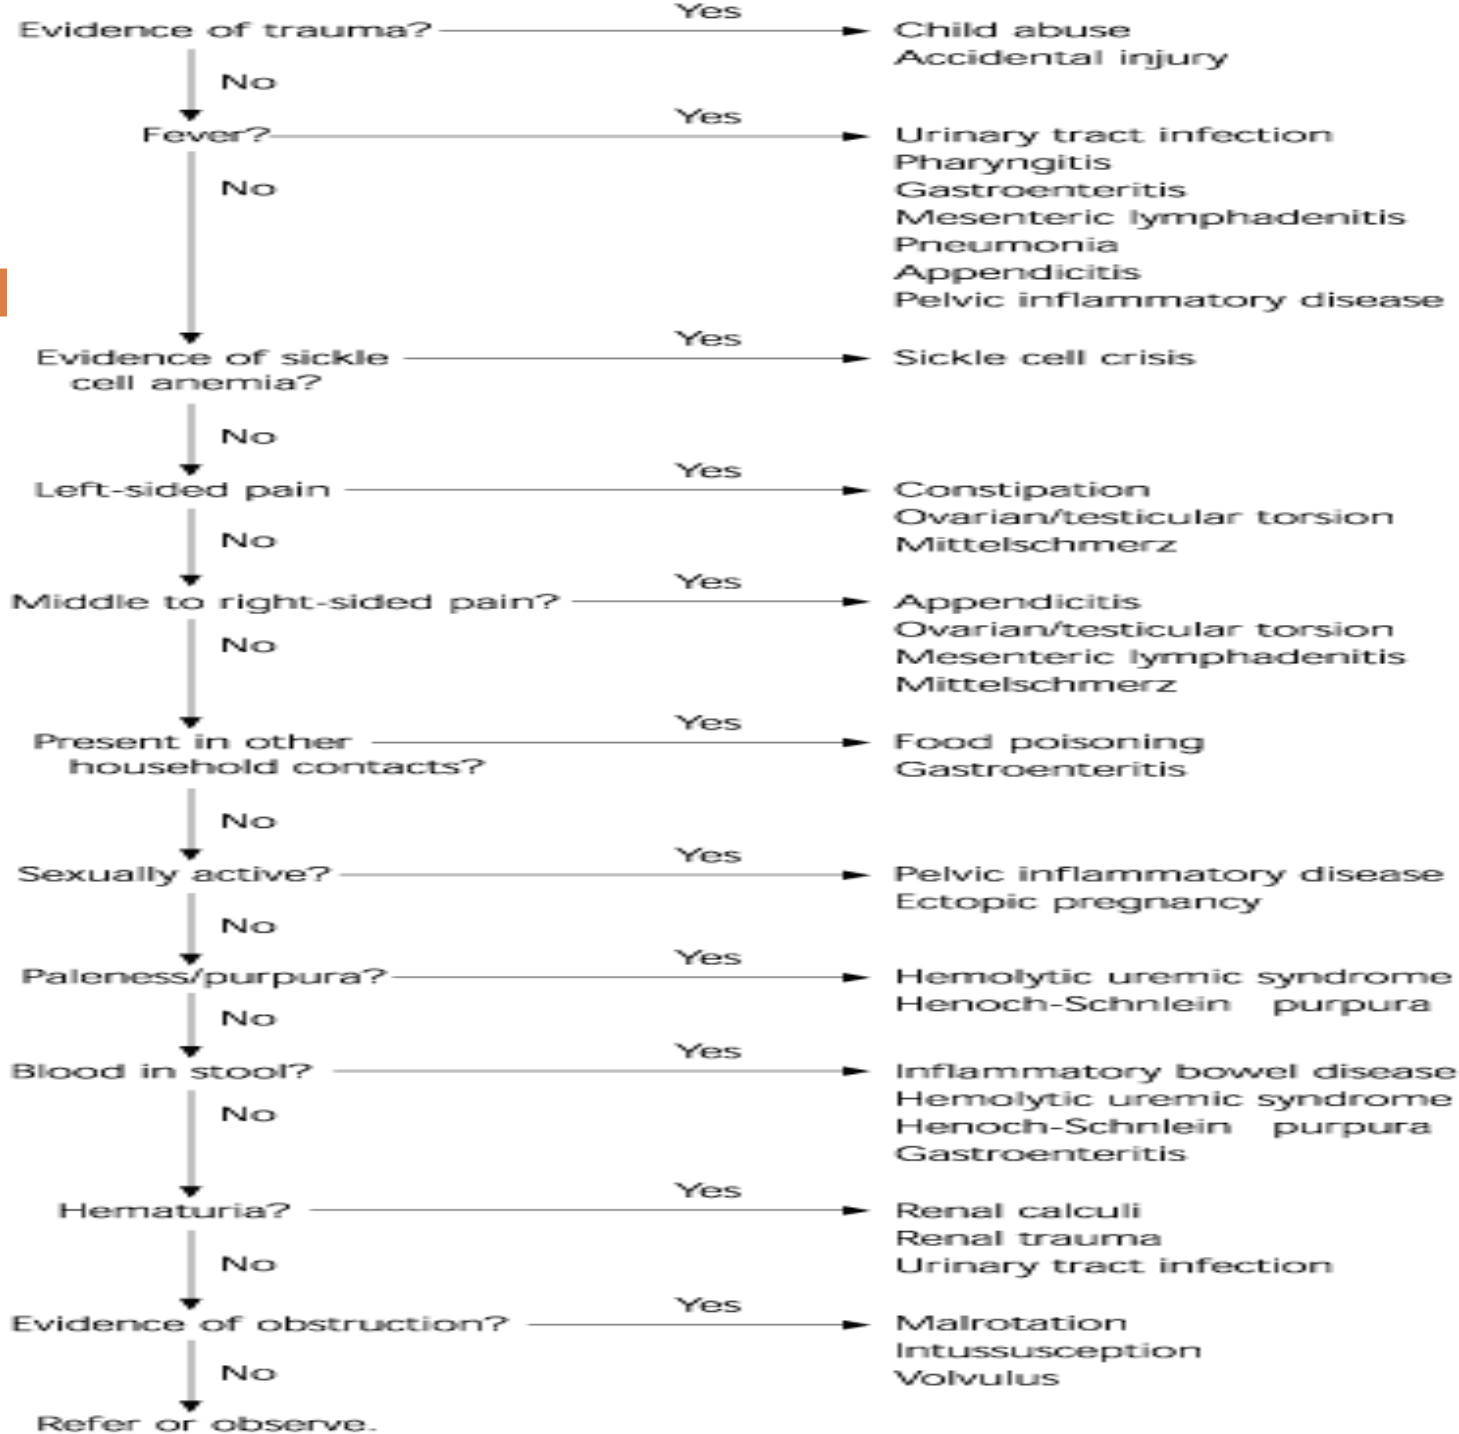 Evidence of trauma?
Yes
Child abuse
Accidental injury
No
Fever?
Yes
Urinary tract infection
Pharyngitis
Gastroenteritis
Mesenteric lymphadenitis
Pneumonia
Appendicitis
Pelvic inflammatory disease
No
Evidence of sickle
cell anemia?
Yes
Sickle cell crisis
No
Left-sided pain
Yes
Constipation
Ovarian/testicular torsion
Mittelschmerz
No
Middle to right-sided pain?
Yes
Appendicitis
Ovarian/testicular torsion
Mesenteric lymphadenitis
Mittelschmerz
No
Present in other
household contacts?
Yes
Food poisoning
Gastroenteritis
No
Sexually active?
Yes
Pelvic inflammatory disease
Ectopic pregnancy
No
Paleness/purpura?
Yes
Hemolytic uremic syndrome
Henoch-Schnlein purpura
No
Blood in stool?
Yes
Inflammatory bowel disease
Hemolytic uremic syndrome
Henoch-Schnlein purpura
Gastroenteritis
No
Hematuria?
Yes
Renal calculi
Renal trauma
Urinary tract infection
No
Evidence of obstruction?
Yes
Malrotation
Intussusception
Volvulus
No
Refer or observe.